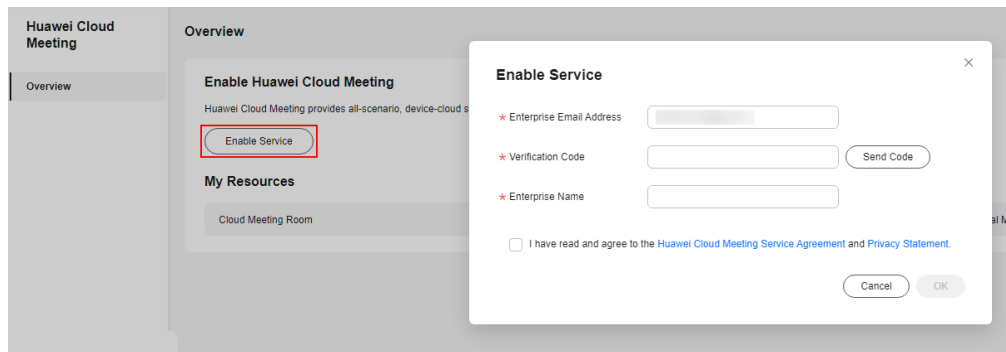 Huawei Cloud
Meeting
Overview
Overview
Enable Huawei Cloud Meeting
Huawei Cloud Meeting provides all-scenario, device-cloud s
Enable Service
My Resources
Cloud Meeting Room
Enable Service
* Enterprise Email Address
* Verification Code
Send Code
* Enterprise Name
I have read and agree to the Huawei Cloud Meeting Service Agreement and Privacy Statement.
Cancel
OK